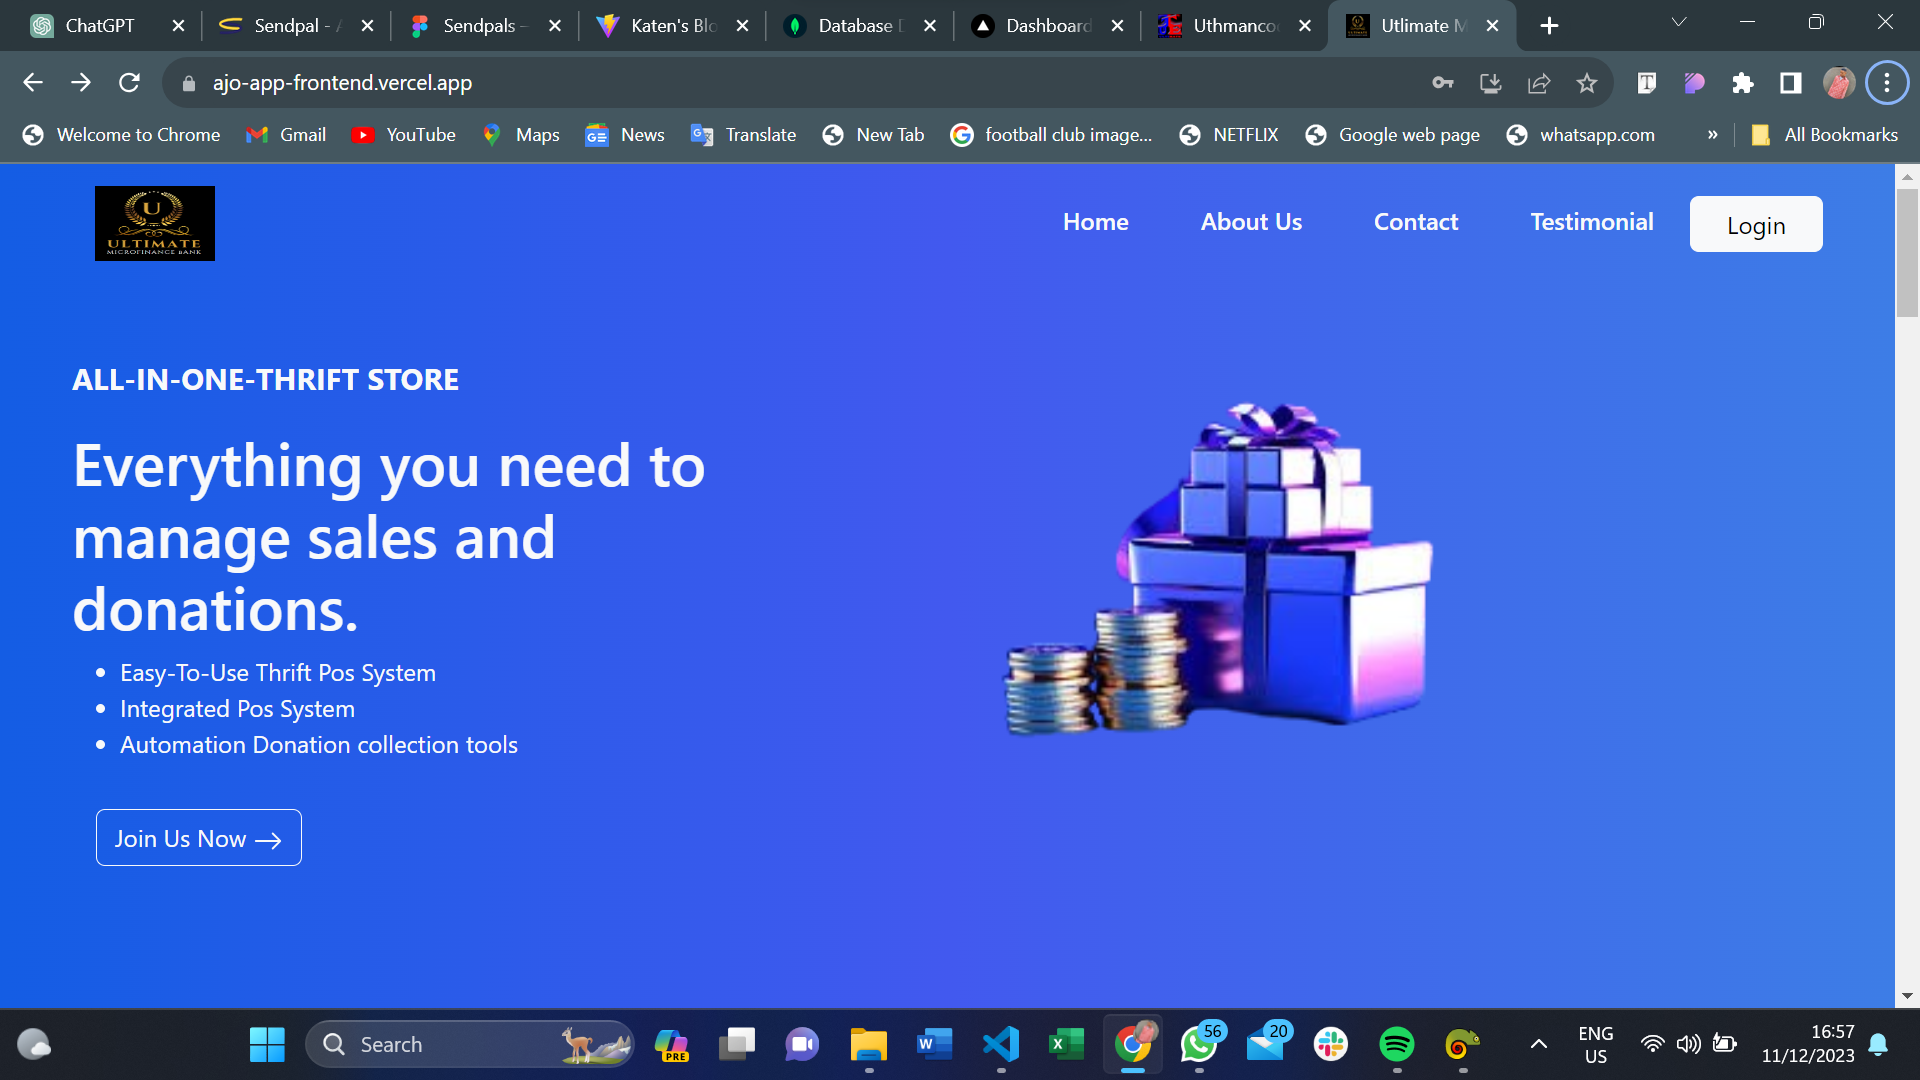 ChatGPT
Sendpal - A
Sendpals –
Katen's Blo
Database D
Dashboard
Uthmancod
Utlimate M
ajo-app-frontend.vercel.app
Welcome to Chrome
Gmail
YouTube
Maps
News
Translate
New Tab
football club image...
NETFLIX
Google web page
whatsapp.com
»
All Bookmarks
U
ULTIMATE
MICROFINANCE BANK
Home
About Us
Contact
Testimonial
Login
ALL-IN-ONE-THRIFT STORE
Everything you need to
manage sales and
donations.
Easy-To-Use Thrift Pos System
Integrated Pos System
Automation Donation collection tools
Join Us Now →
Search
PRE
56
20
ENG
US
16:57
11/12/2023